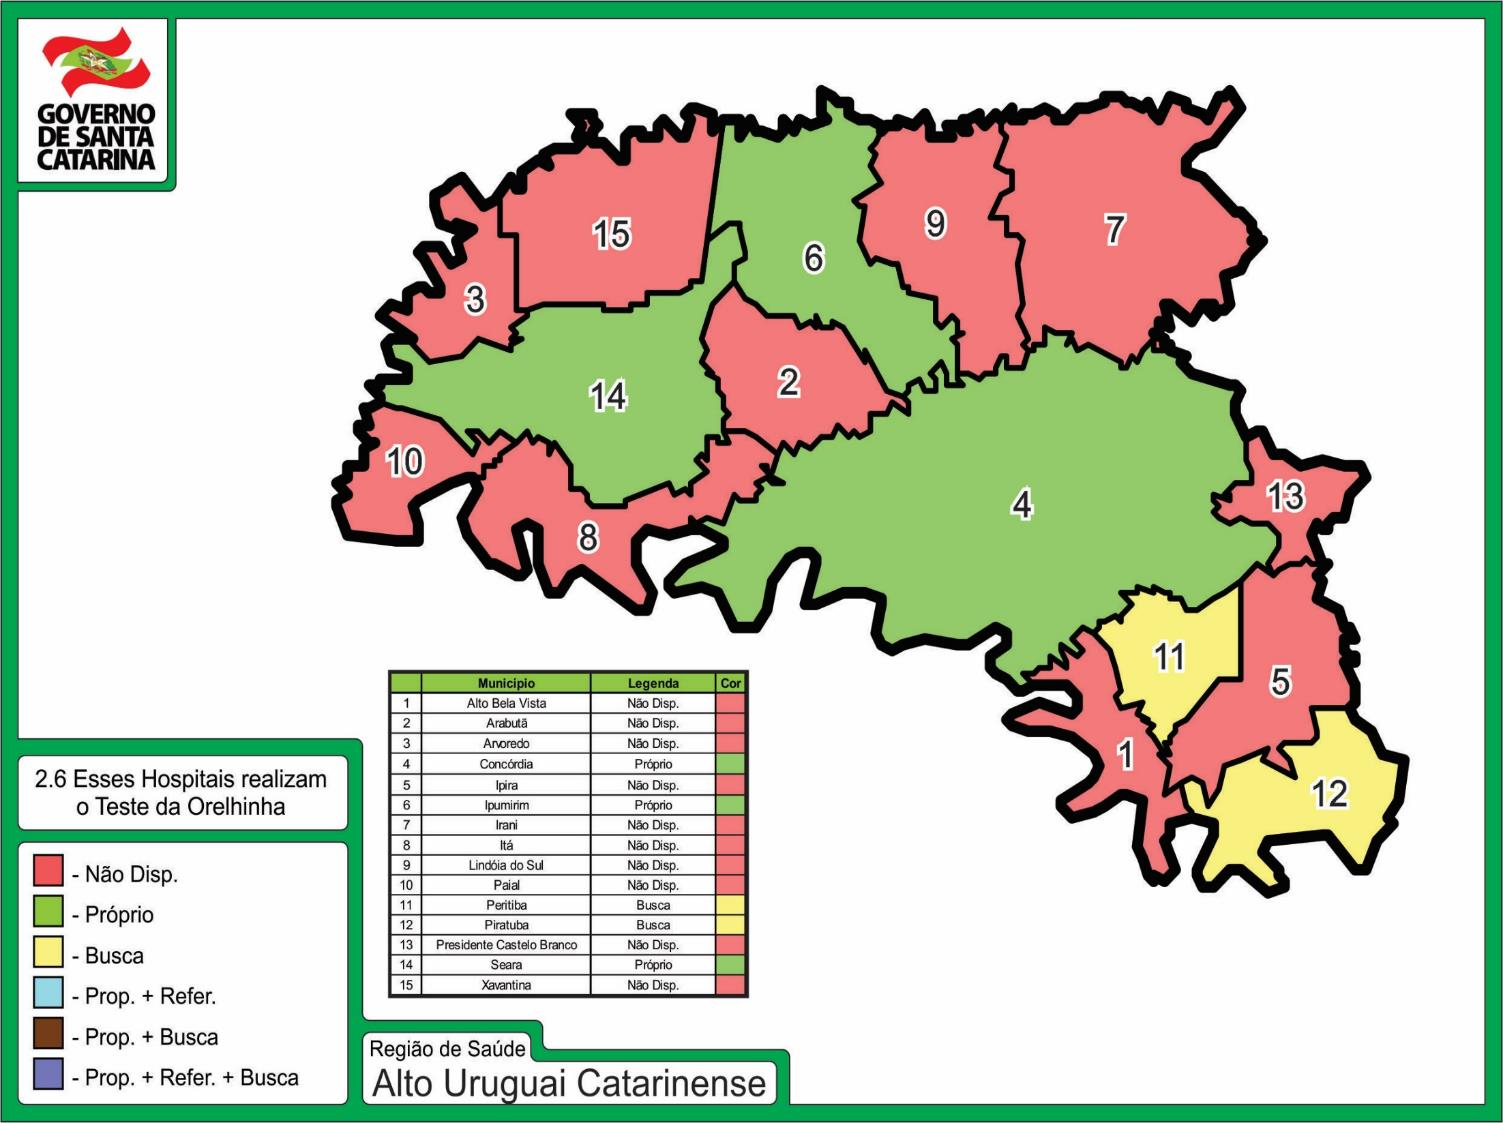 GOVERNO
DE SANTA
CATARINA
15
6
9
7
3
2
14
10
4
13
8
11
5
1
12
Município Legenda Cor
1 Alto Bela Vista Não Disp.
2 Arabutã Não Disp.
3 Arvoredo Não Disp.
4 Concórdia Próprio
5 Ipira Não Disp.
6 Ipumirim Próprio
7 Irani Não Disp.
8 Itá Não Disp.
9 Lindóia do Sul Não Disp.
10 Paial Não Disp.
11 Peritiba Busca
12 Piratuba Busca
13 Presidente Castelo Branco Não Disp.
14 Seara Próprio
15 Xavantina Não Disp.
2.6 Esses Hospitais realizam
o Teste da Orelhinha
- Não Disp.
- Próprio
- Busca
- Prop. + Refer.
- Prop. + Busca
- Prop. + Refer. + Busca
Região de Saúde
Alto Uruguai Catarinense